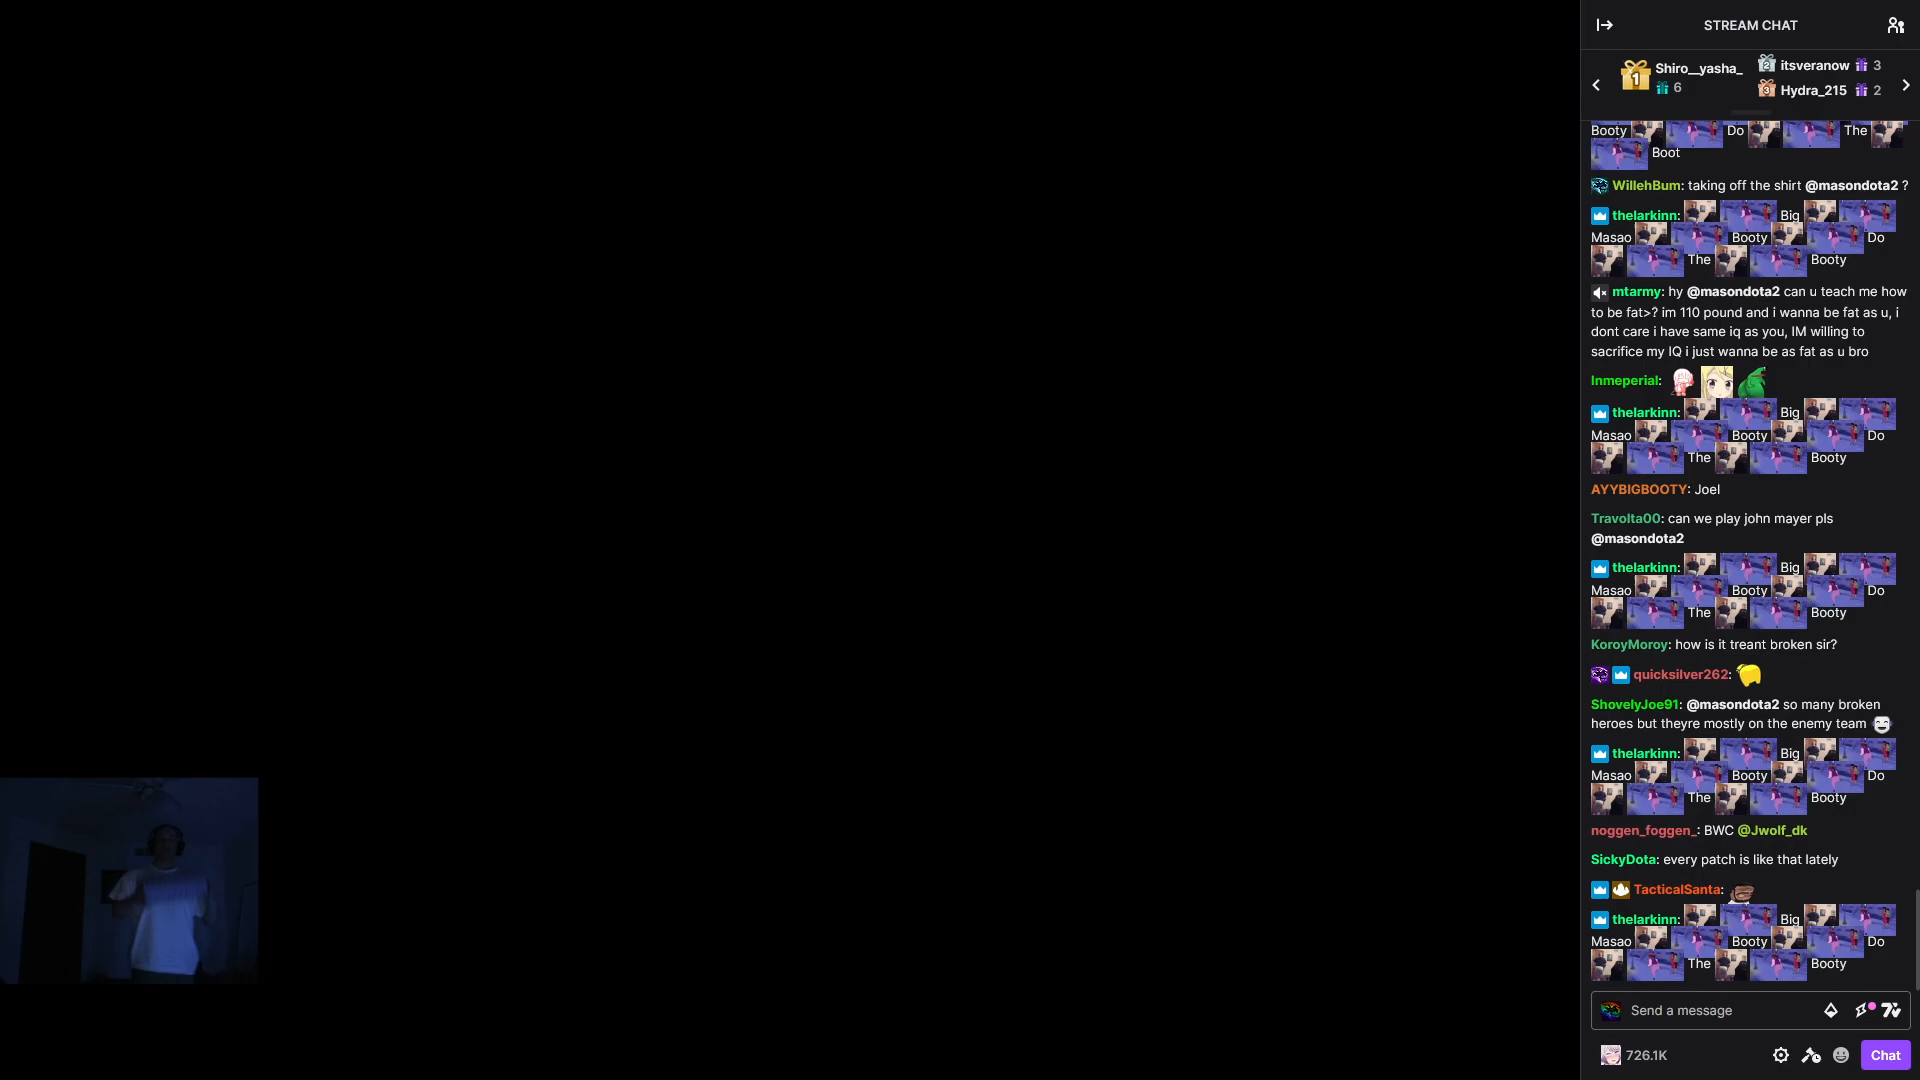 STREAM CHAT
Shiro__yasha_
6
itsveranow 3
Hydra_215 2
Booty Do The
Boot
WillehBum: taking off the shirt @masondota2 ?
thelarkinn: Big
Masao Booty Do
The Booty
mtarmy: hy @masondota2 can u teach me how
to be fat>? im 110 pound and i wanna be fat as u, i
dont care i have same iq as you, IM willing to
sacrifice my IQ i just wanna be as fat as u bro
Inmeperial:
thelarkinn: Big
Masao Booty Do
The Booty
AYYBIGBOOTY: Joel
Travolta00: can we play john mayer pls
@masondota2
thelarkinn: Big
Masao Booty Do
The Booty
KoroyMoroy: how is it treant broken sir?
quicksilver262:
ShovelyJoe91: @masondota2 so many broken
heroes but theyre mostly on the enemy team
thelarkinn: Big
Masao Booty Do
The Booty
noggen_foggen_: BWC @Jwolf_dk
SickyDota: every patch is like that lately
TacticalSanta:
thelarkinn: Big
Masao Booty Do
The Booty
Send a message
726.1K Chat